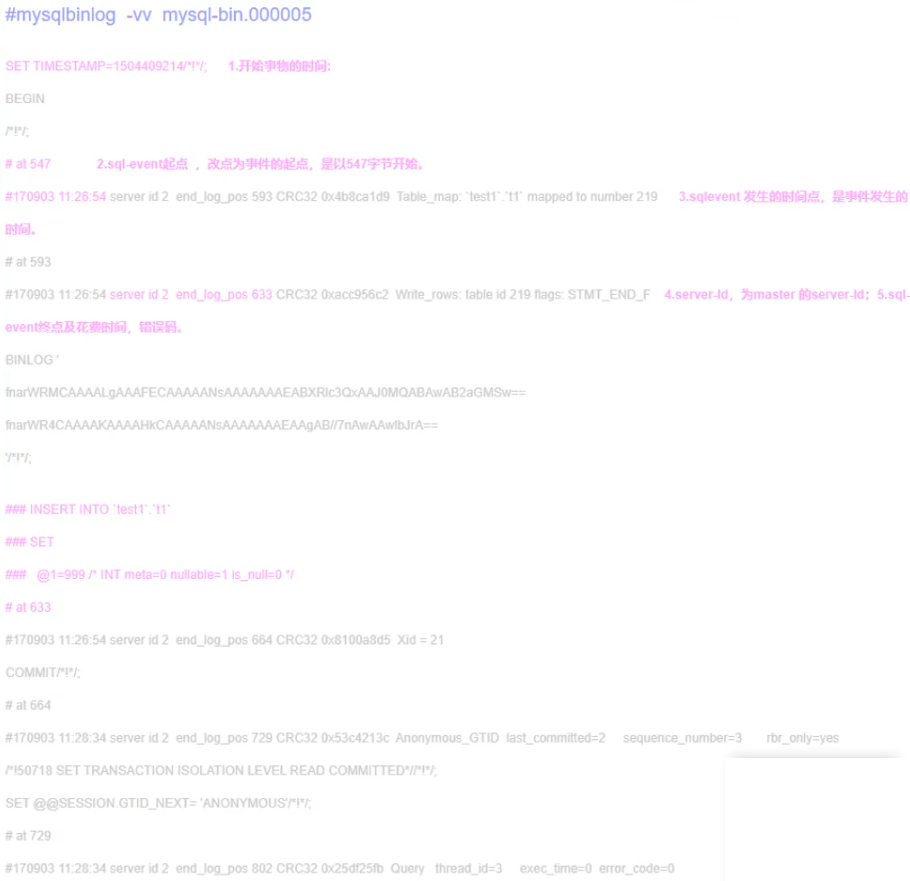 #mysqlbinlog -vv mysql-bin.000005
SET TIMESTAMP=1504409214/*!*/; 1.开始事物的时间:
BEGIN
/*!*/;
# at 547 2.sql-event起点 ，改点为事件的起点，是以547字节开始。
#170903 11:26:54 server id 2 end_log_pos 593 CRC32 0x4b8ca1d9 Table_map: `test1`.`t1` mapped to number 219 3.sqlevent 发生的时间点，是事件发生的
时间。
# at 593
#170903 11:26:54 server id 2 end_log_pos 633 CRC32 0xacc956c2 Write_rows: table id 219 flags: STMT_END_F 4.server-id，为master 的server-id；5.sql-
event终点及花费时间，错误码。
BINLOG '
fnarWRMCAAAALgAAAFECAAAAANsAAAAAAAEABXRlc3QxAAJ0MQABAwAB2aGMSw==
fnarWR4CAAAAKAAAAHkCAAAAANsAAAAAAAEAAgAB//7nAwAAwlbJrA==
'/*!*/;
### INSERT INTO `test1`.`t1`
### SET
### @1=999 /* INT meta=0 nullable=1 is_null=0 */
# at 633
#170903 11:26:54 server id 2 end_log_pos 664 CRC32 0x8100a8d5 Xid = 21
COMMIT/*!*/;
# at 664
#170903 11:28:34 server id 2 end_log_pos 729 CRC32 0x53c4213c Anonymous_GTID last_committed=2 sequence_number=3 rbr_only=yes
/*!50718 SET TRANSACTION ISOLATION LEVEL READ COMMITTED*//*!*/;
SET @@SESSION.GTID_NEXT= 'ANONYMOUS'/*!*/;
# at 729
#170903 11:28:34 server id 2 end_log_pos 802 CRC32 0x25df25fb Query thread_id=3 exec_time=0 error_code=0